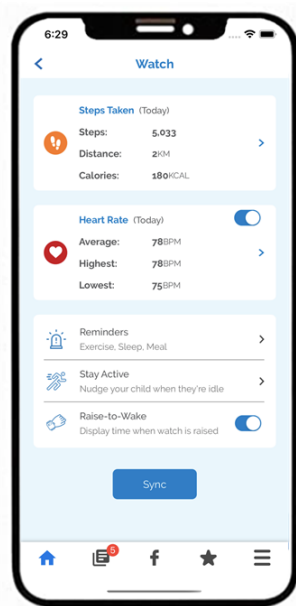 6:29
Watch
Steps Taken (Today)
Steps: 5,033
Distance: 2KM
Calories: 180KCAL
Heart Rate (Today)
Average: 78BPM
Highest: 78BPM
Lowest: 75BPM
Reminders
Exercise, Sleep, Meal
Stay Active
Nudge your child when they're idle
Raise-to-Wake
Display time when watch is raised
Sync
5
f